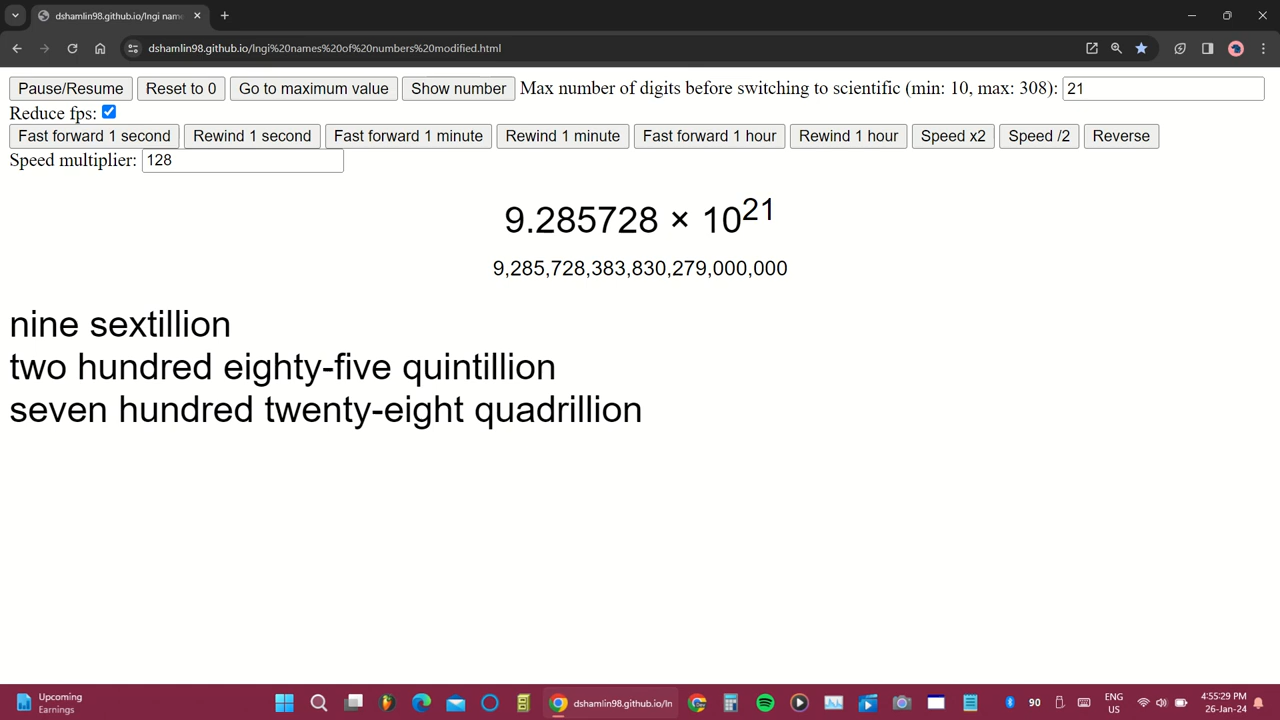 dshamlin98.github.io/lngi name
dshamlin98.github.io/lngi%20names%20of%20numbers%20modified.html
Pause/Resume Reset to 0 Go to maximum value Show number Max number of digits before switching to scientific (min: 10, max: 308): 21
Reduce fps:
Fast forward 1 second Rewind 1 second Fast forward 1 minute Rewind 1 minute Fast forward 1 hour Rewind 1 hour Speed x2 Speed /2 Reverse
Speed multiplier: 128
9.285728 × 10²¹
9,285,728,383,830,279,000,000
nine sextillion
two hundred eighty-five quintillion
seven hundred twenty-eight quadrillion
Upcoming
Earnings
dshamlin98.github.io/ln
90
ENG
US
4:55:29 PM
26-Jan-24